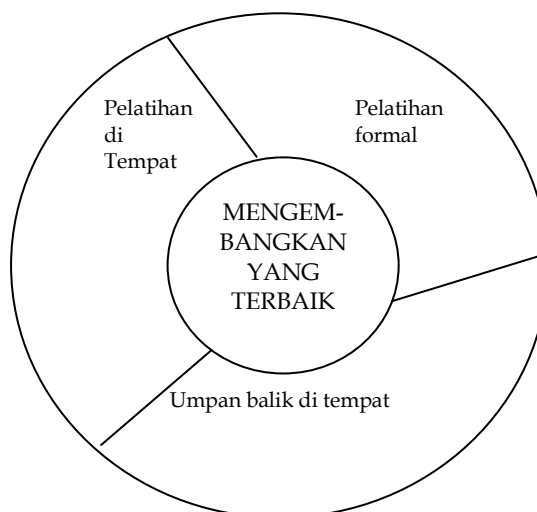 Pelatihan
di
Tempat
Pelatihan
formal
MENGEM-
BANGKAN
YANG
TERBAIK
Umpan balik di tempat